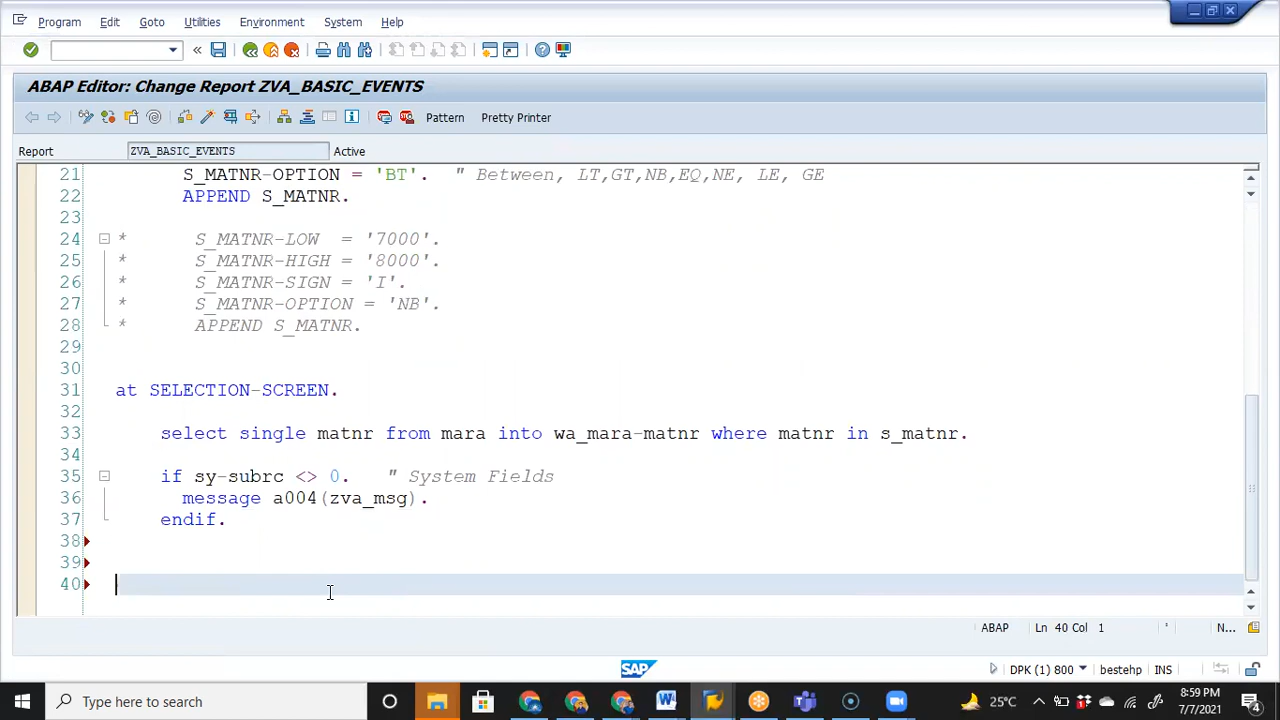 Program Edit Goto Utilities Environment System Help
«
ABAP Editor: Change Report ZVA_BASIC_EVENTS
Pattern Pretty Printer
Report ZVA_BASIC_EVENTS Active
21 S_MATNR-OPTION = 'BT'. " Between, LT,GT,NB,EQ,NE, LE, GE
22 APPEND S_MATNR.
23
24 * S_MATNR-LOW = '7000'.
25 * S_MATNR-HIGH = '8000'.
26 * S_MATNR-SIGN = 'I'.
27 * S_MATNR-OPTION = 'NB'.
28 * APPEND S_MATNR.
29
30
31 at SELECTION-SCREEN.
32
33 select single matnr from mara into wa_mara-matnr where matnr in s_matnr.
34
35 if sy-subrc <> 0. " System Fields
36 message a004(zva_msg).
37 endif.
38
39
40
ABAP Ln 40 Col 1 N...
SAP DPK (1) 800 bestehp INS
Type here to search 25°C 8:59 PM
7/7/2021 4